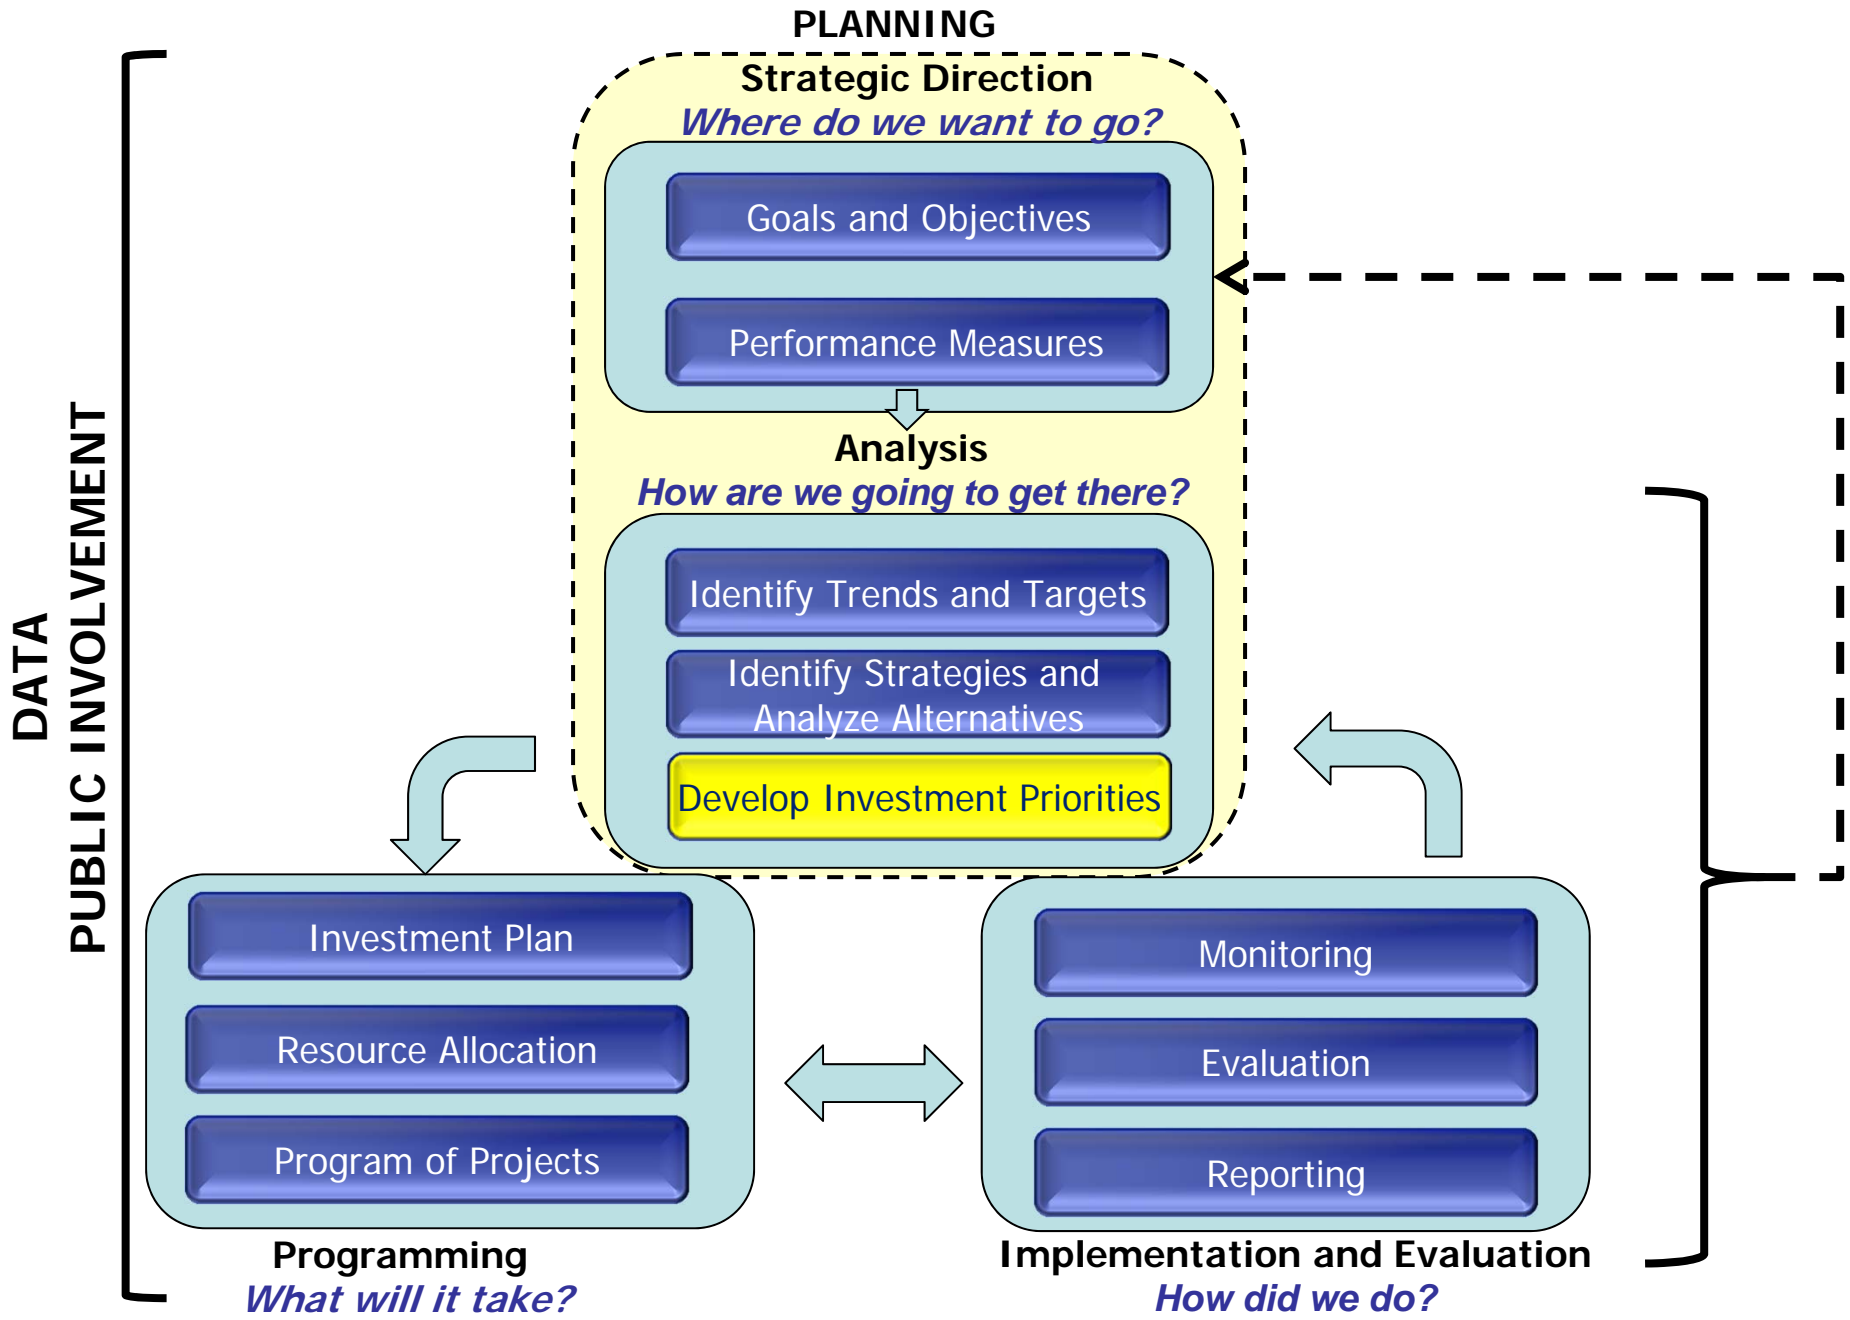 PLANNING
Strategic Direction
Where do we want to go?
Goals and Objectives
Performance Measures
Analysis
How are we going to get there?
Identify Trends and Targets
Identify Strategies and
Analyze Alternatives
Develop Investment Priorities
DATA
PUBLIC INVOLVEMENT
Investment Plan
Resource Allocation
Program of Projects
Programming
What will it take?
Monitoring
Evaluation
Reporting
Implementation and Evaluation
How did we do?